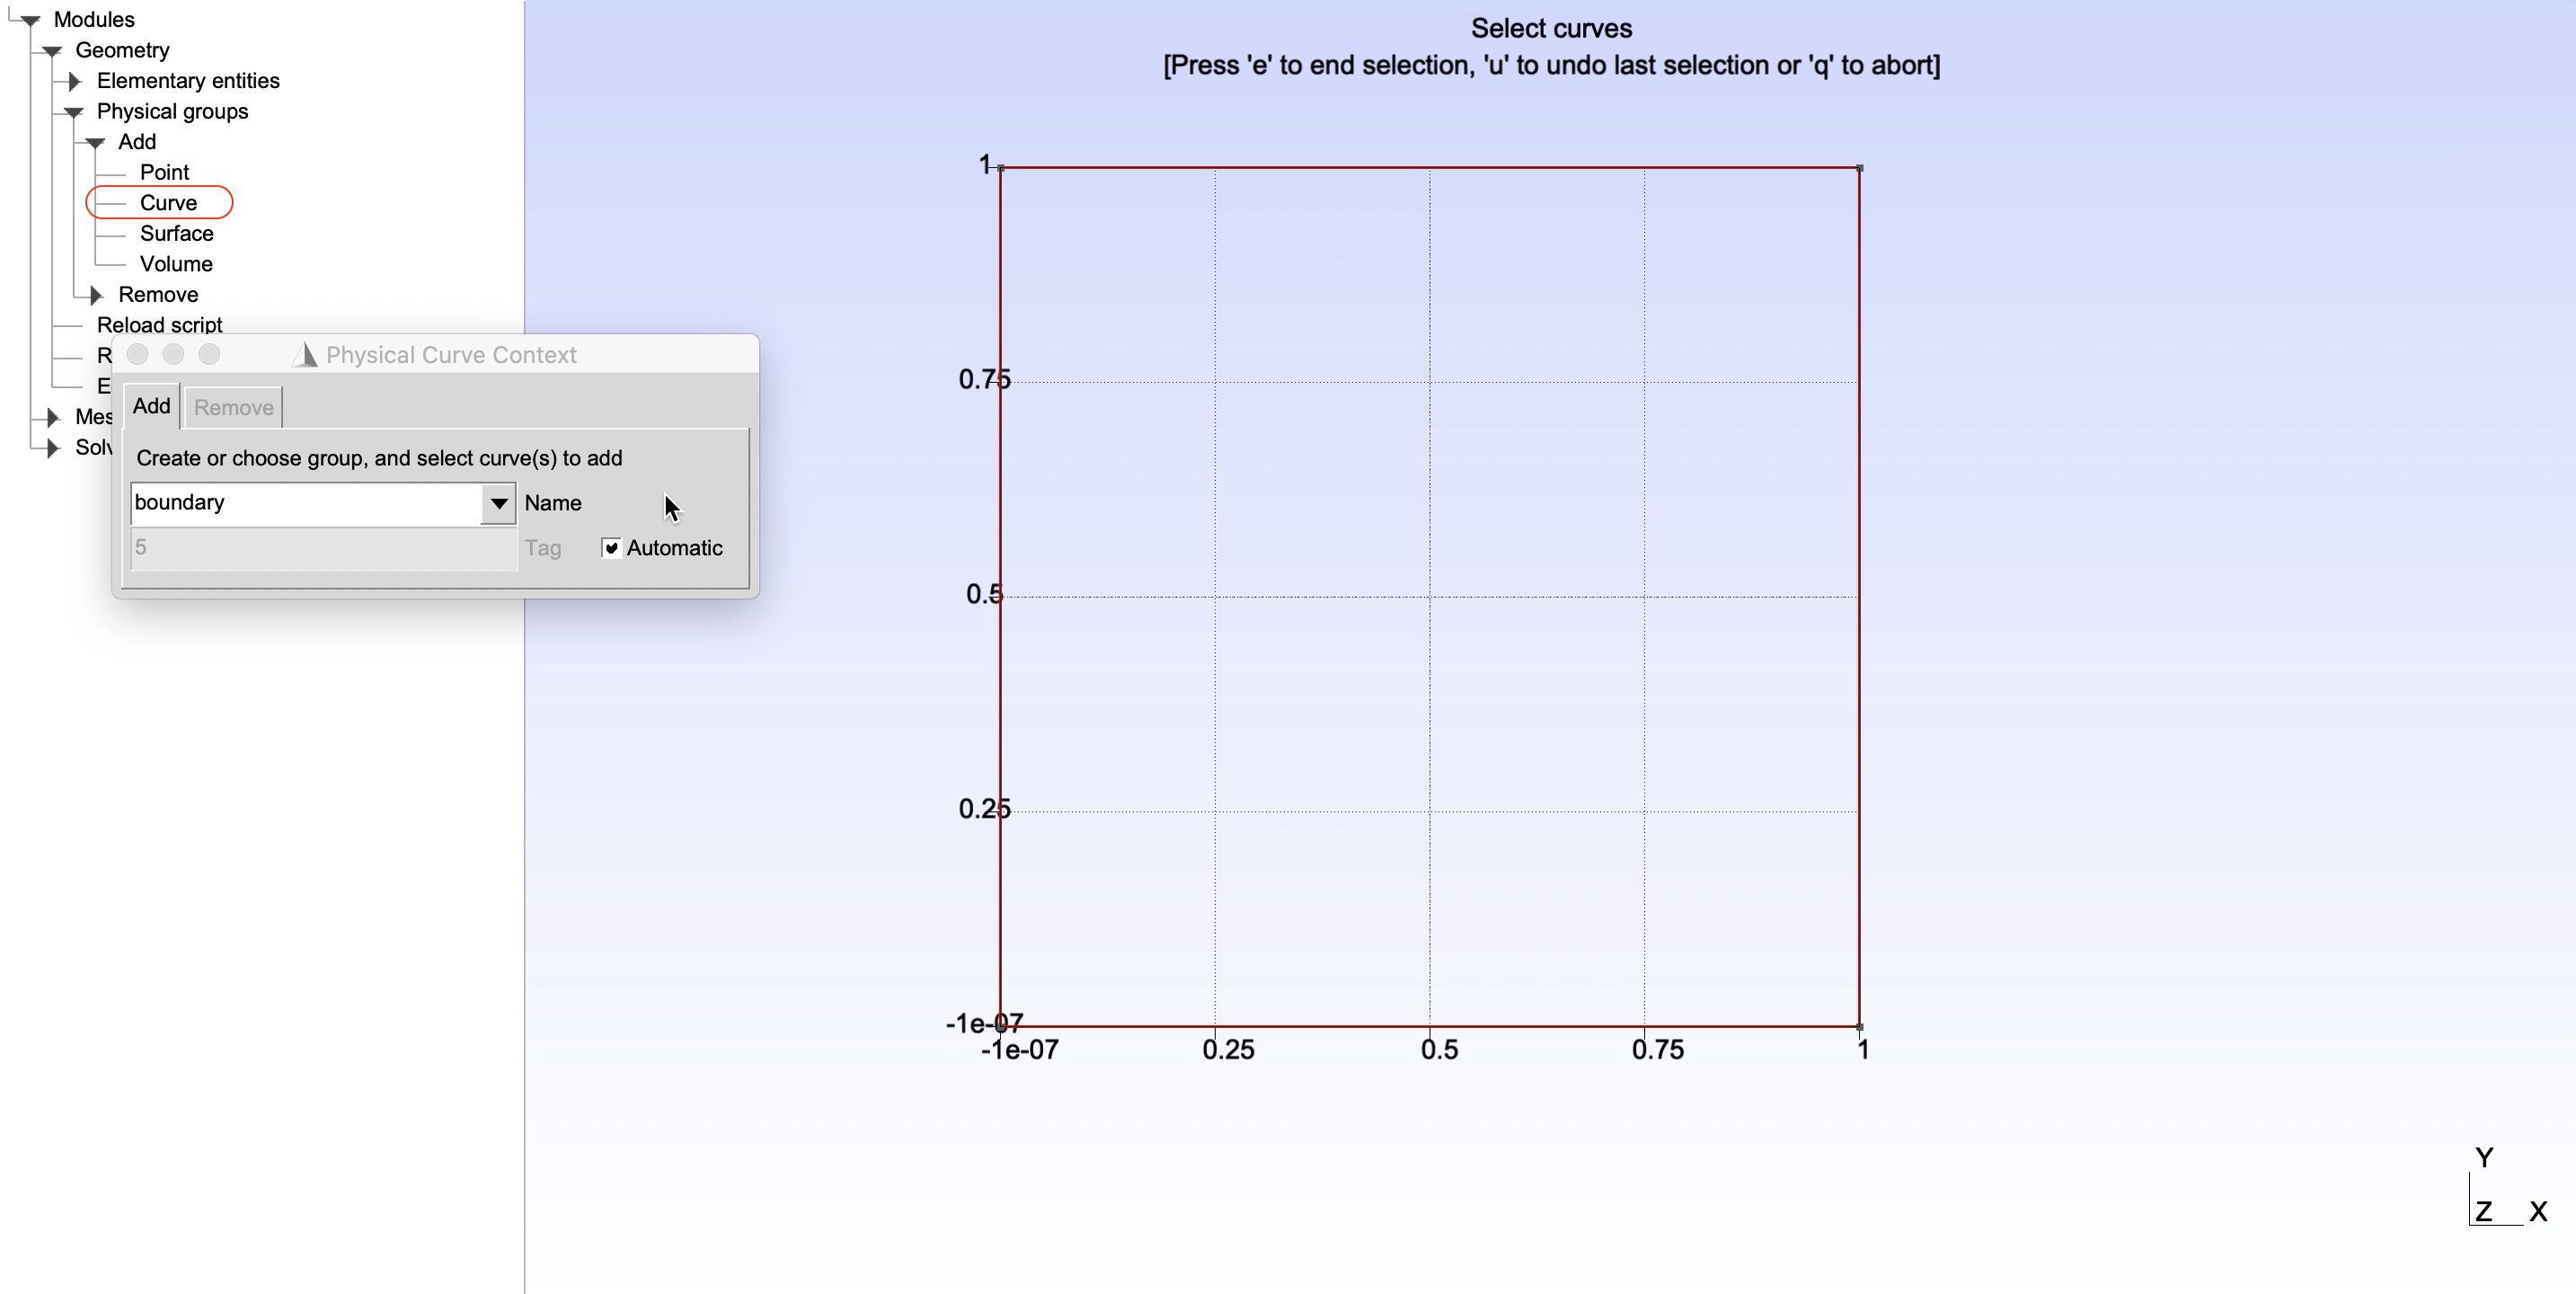 Modules
Geometry
Elementary entities
Physical groups
Add
Point
Curve
Surface
Volume
Remove
Reload script
R
E
Mes
Solv
Physical Curve Context
Add
Remove
Create or choose group, and select curve(s) to add
boundary
Name
5
Tag
Automatic
Select curves
[Press 'e' to end selection, 'u' to undo last selection or 'q' to abort]
1
0.75
0.5
0.25
-1e-07
-1e-07 0.25 0.5 0.75 1
Y
Z X